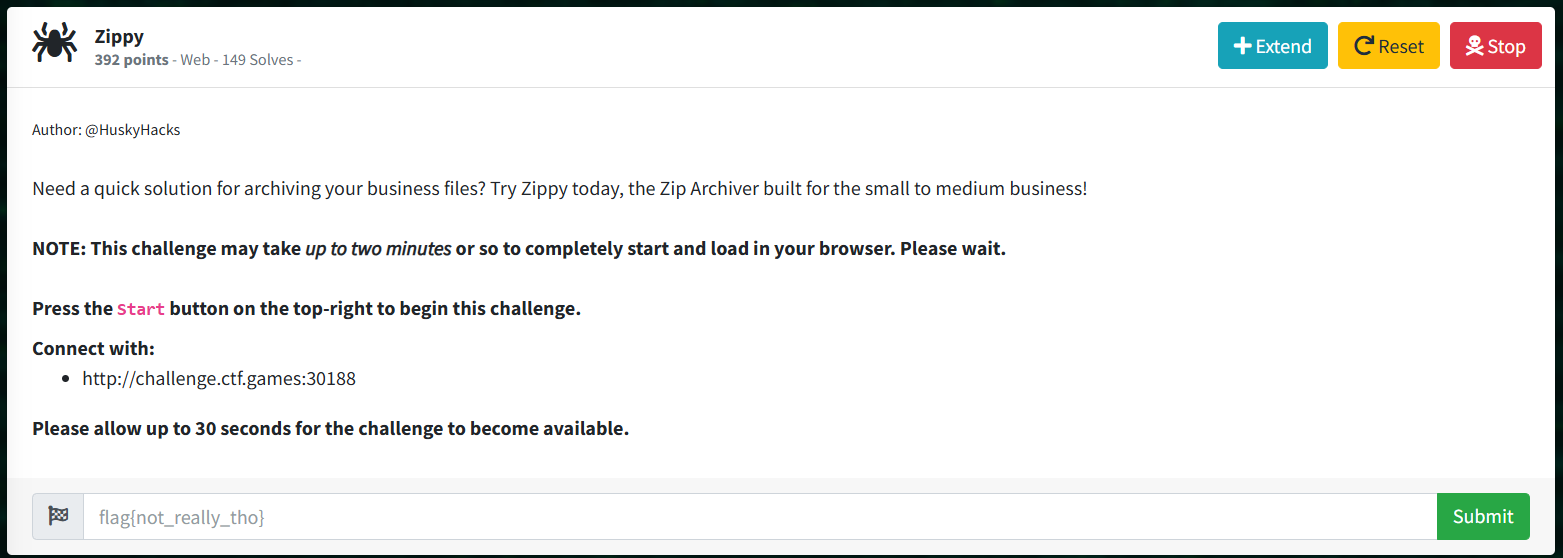 Zippy
392 points - Web - 149 Solves -
Extend
Reset
Stop
Author: @HuskyHacks
Need a quick solution for archiving your business files? Try Zippy today, the Zip Archiver built for the small to medium business!
NOTE: This challenge may take up to two minutes or so to completely start and load in your browser. Please wait.
Press the Start button on the top-right to begin this challenge.
Connect with:
• http://challenge.ctf.games:30188
Please allow up to 30 seconds for the challenge to become available.
flag{not_really_tho}
Submit